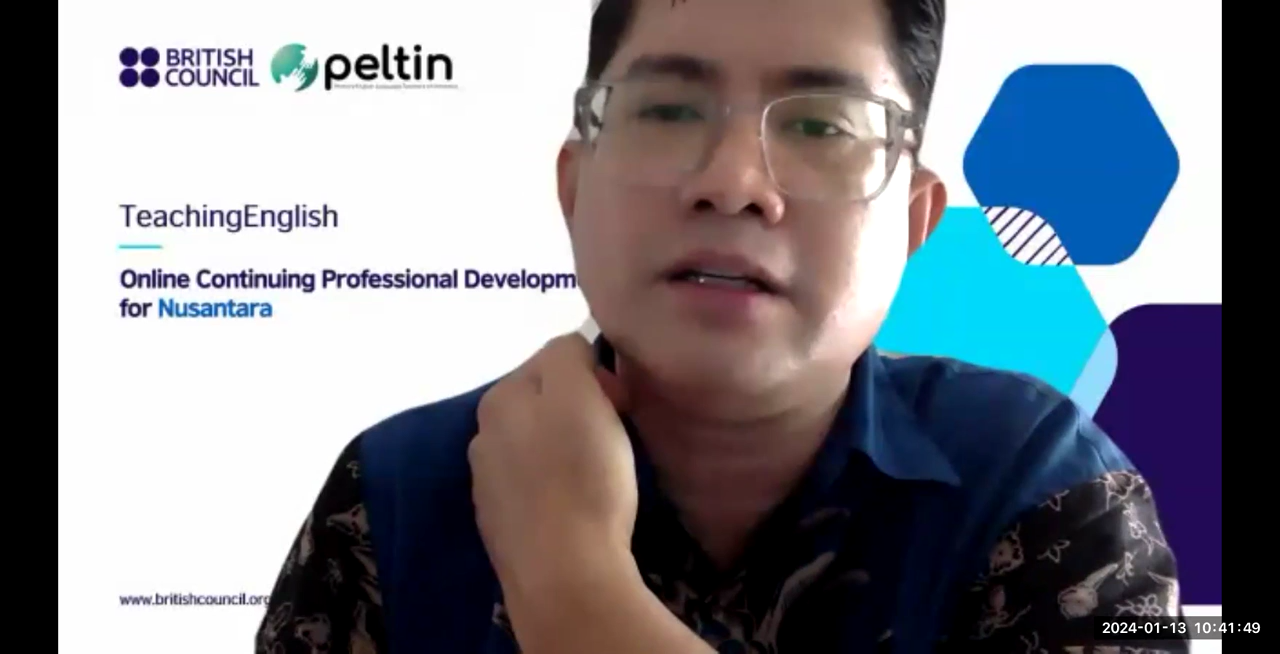 BRITISH
COUNCIL
peltin
TeachingEnglish
Online Continuing Professional Developm
for Nusantara
www.britishcouncil.org
2024-01-13 10:41:49